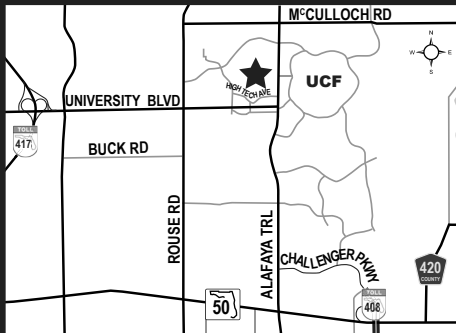 McCULLOCH RD
N
W E
S
UCF
HIGH TECH AVE
UNIVERSITY BLVD
TOLL
417
BUCK RD
ROUSE RD
ALAFAYA TRL
CHALLENGER PKWY
420
COUNTY
TOLL
408
50